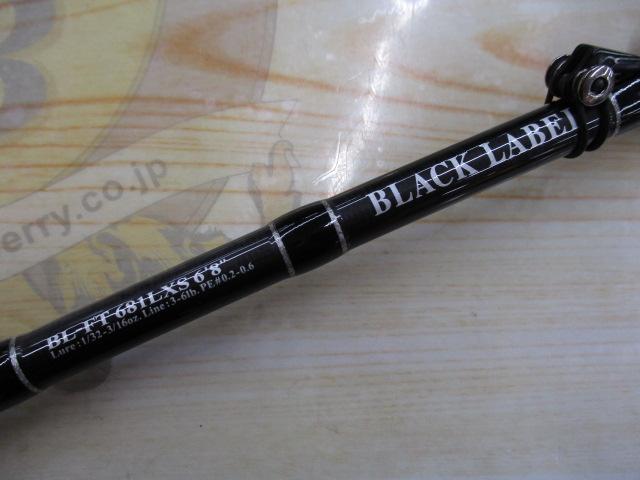 BLACK LABEL
BL FT 681LXS 6'8"
Lure:1/32-3/16oz. Line:3-6lb. PE#0.2-0.6
erry.co.jp